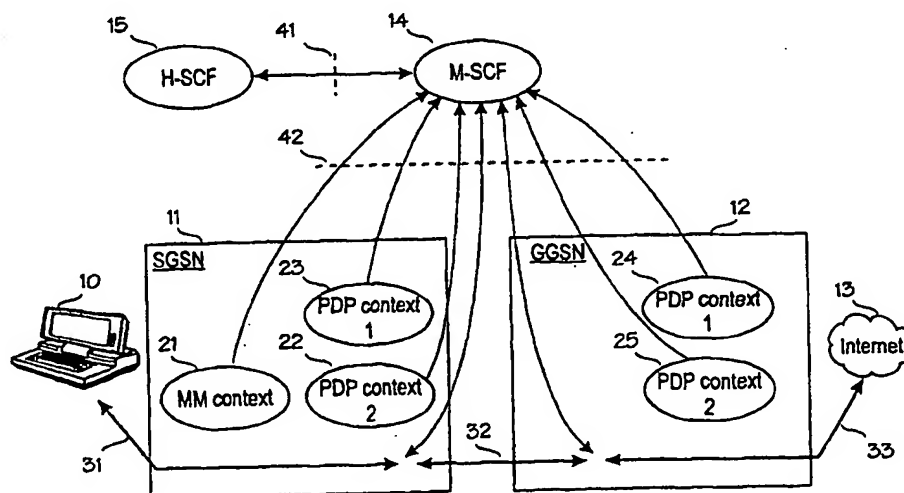 15
41
14
H-SCF
M-SCF
42
11
12
SGSN
GGSN
10
23
24
13
PDP context
1
PDP context
1
21
22
25
Internet
MM context
PDP context
2
PDP context
2
31
32
33